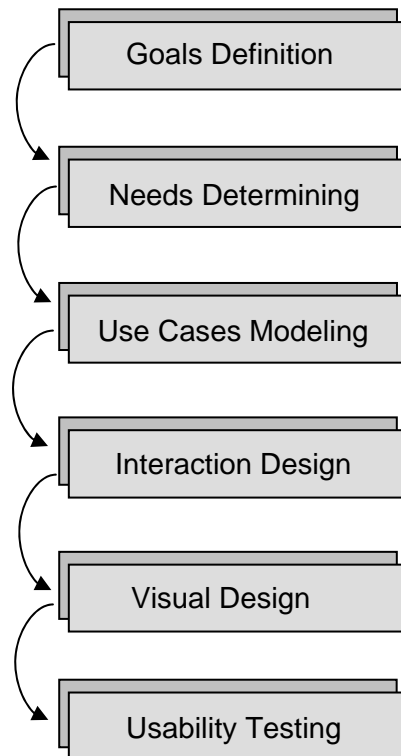 Goals Definition
Needs Determining
Use Cases Modeling
Interaction Design
Visual Design
Usability Testing